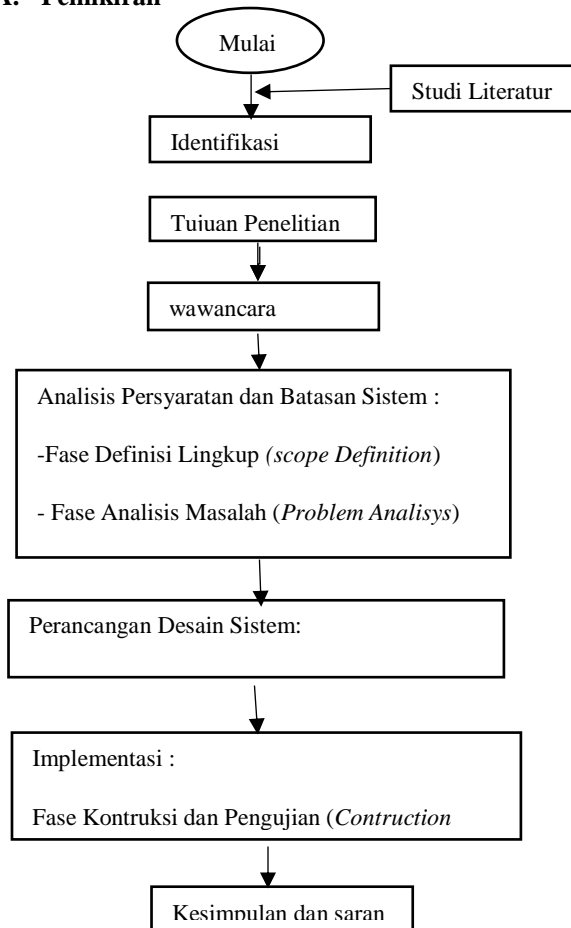 Mulai
Studi Literatur
Identifikasi
Tujuan Penelitian
wawancara
Analisis Persyaratan dan Batasan Sistem :
-Fase Definisi Lingkup (scope Definition)
- Fase Analisis Masalah (Problem Analisys)
Perancangan Desain Sistem:
Implementasi :
Fase Kontruksi dan Pengujian (Contruction
Kesimpulan dan saran